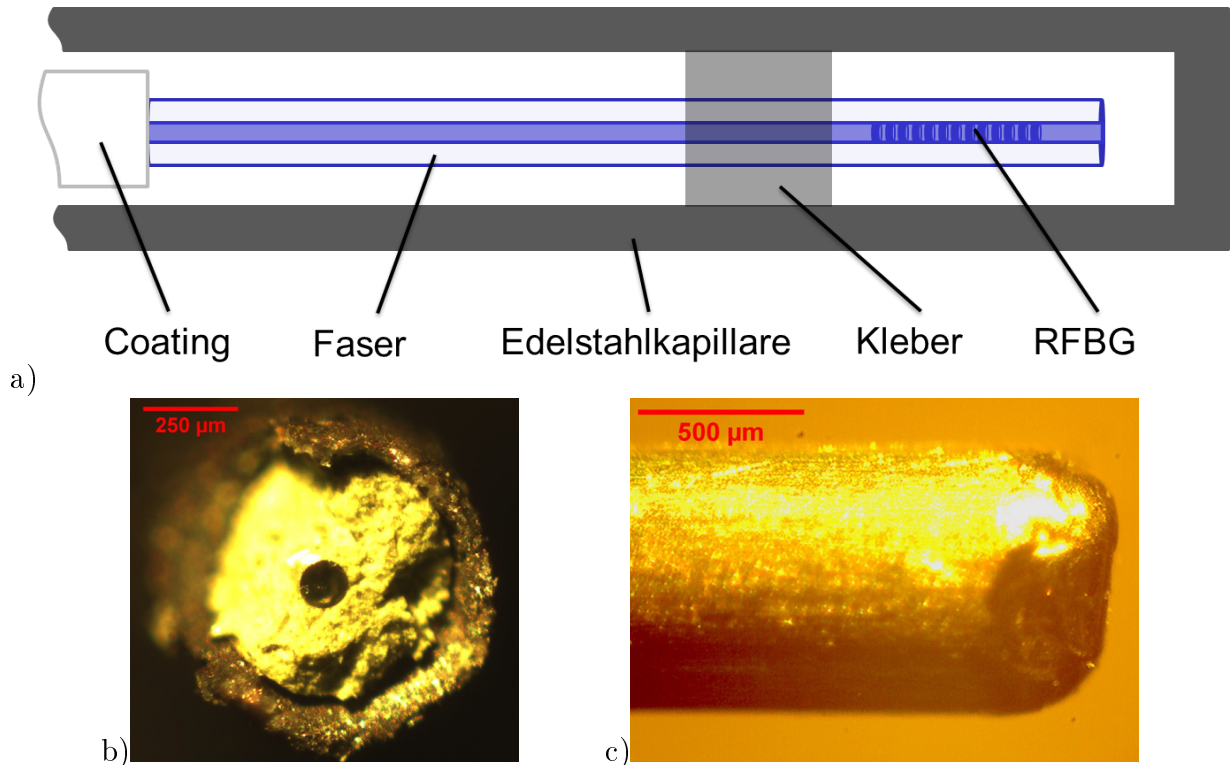 Coating
Faser
Edelstahlkapillare
Kleber
RFBG
a)
250 µm
500 µm
b)
c)